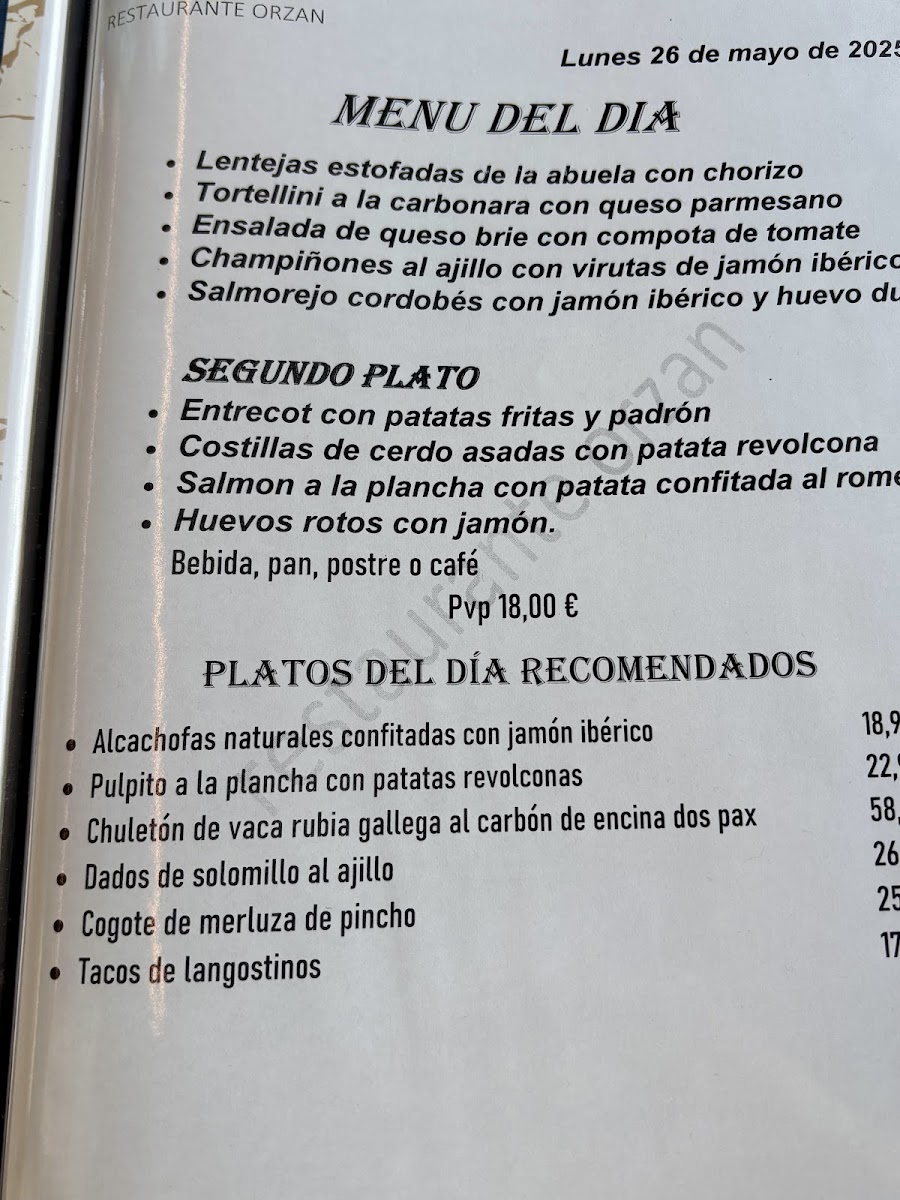 RESTAURANTE ORZAN
Lunes 26 de mayo de 2025
MENU DEL DIA
• Lentejas estofadas de la abuela con chorizo
• Tortellini a la carbonara con queso parmesano
• Ensalada de queso brie con compota de tomate
• Champiñones al ajillo con virutas de jamón ibérico
• Salmorejo cordobés con jamón ibérico y huevo
SEGUNDO PLATO
• Entrecot con patatas fritas y padrón
• Costillas de cerdo asadas con patata revolcona
• Salmon a la plancha con patata confitada al
• Huevos rotos con jamón.
Bebida, pan, postre o café
Pvp 18,00 €
restaurante orzan
PLATOS DEL DÍA RECOMENDADOS
• Alcachofas naturales confitadas con jamón ibérico 18,9
• Pulpito a la plancha con patatas revolconas 22,
• Chuletón de vaca rubia gallega al carbón de encina dos pax 58,
• Dados de solomillo al ajillo 26
• Cogote de merluza de pincho 25
• Tacos de langostinos 17